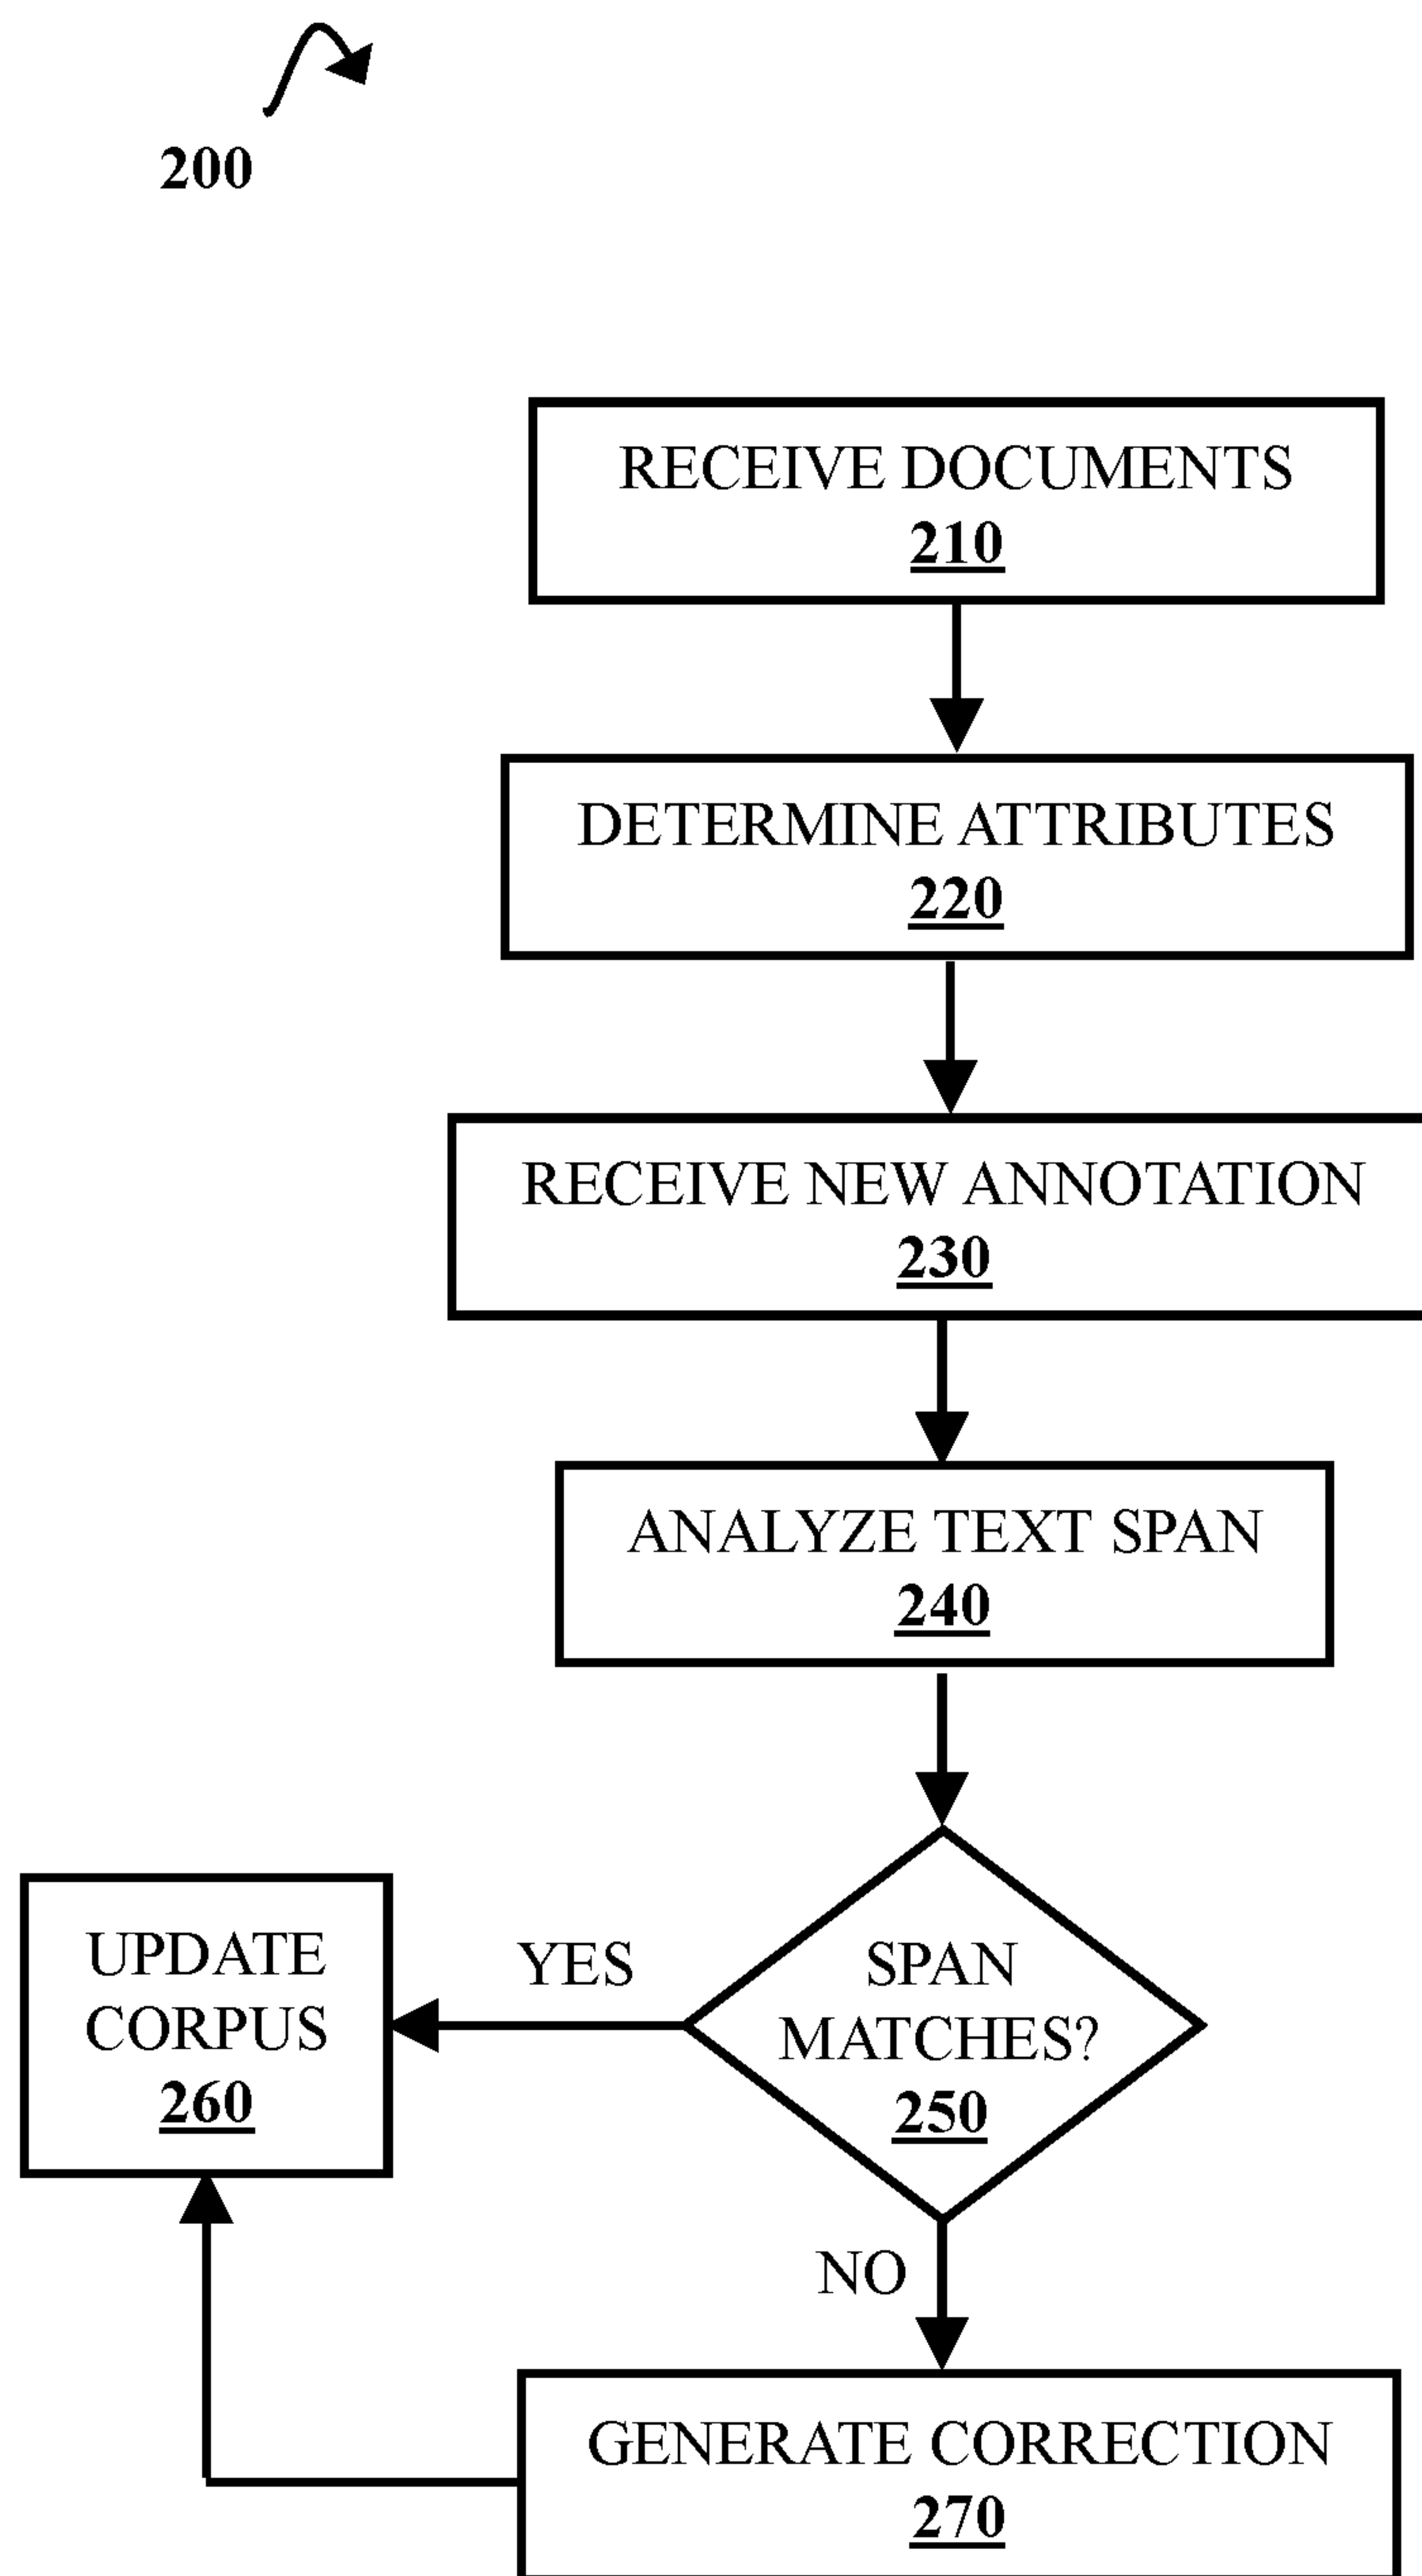 200
RECEIVE DOCUMENTS
210
DETERMINE ATTRIBUTES
220
RECEIVE NEW ANNOTATION
230
ANALYZE TEXT SPAN
240
SPAN
MATCHES?
250
YES
UPDATE
CORPUS
260
NO
GENERATE CORRECTION
270